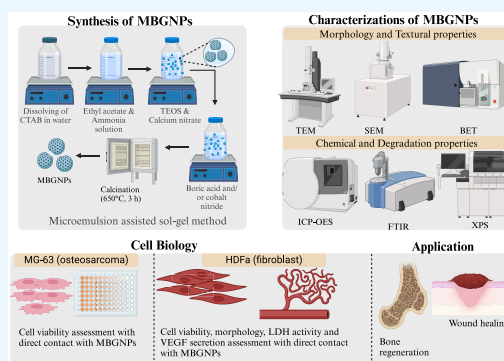 Synthesis of MBGNPs
Dissolving of
CTAB in water
Ethyl acetate &
Ammonia
solution
TEOS &
Calcium nitrate
MBGNPs
Calcination
(650°C, 3 h)
Boric acid and/
or cobalt
nitride
Microemulsion assisted sol-gel method
Characterizations of MBGNPs
Morphology and Textural properties
TEM
SEM
BET
Chemical and Degradation properties
ICP-OES
FTIR
XPS
Cell Biology
MG-63 (osteosarcoma)
Cell viability assessment with
direct contact with MBGNPs
HDFa (fibroblast)
Cell viability, morphology, LDH activity and
VEGF secretion assessment with direct contact
with MBGNPs
Application
Bone
regeneration
Wound healin